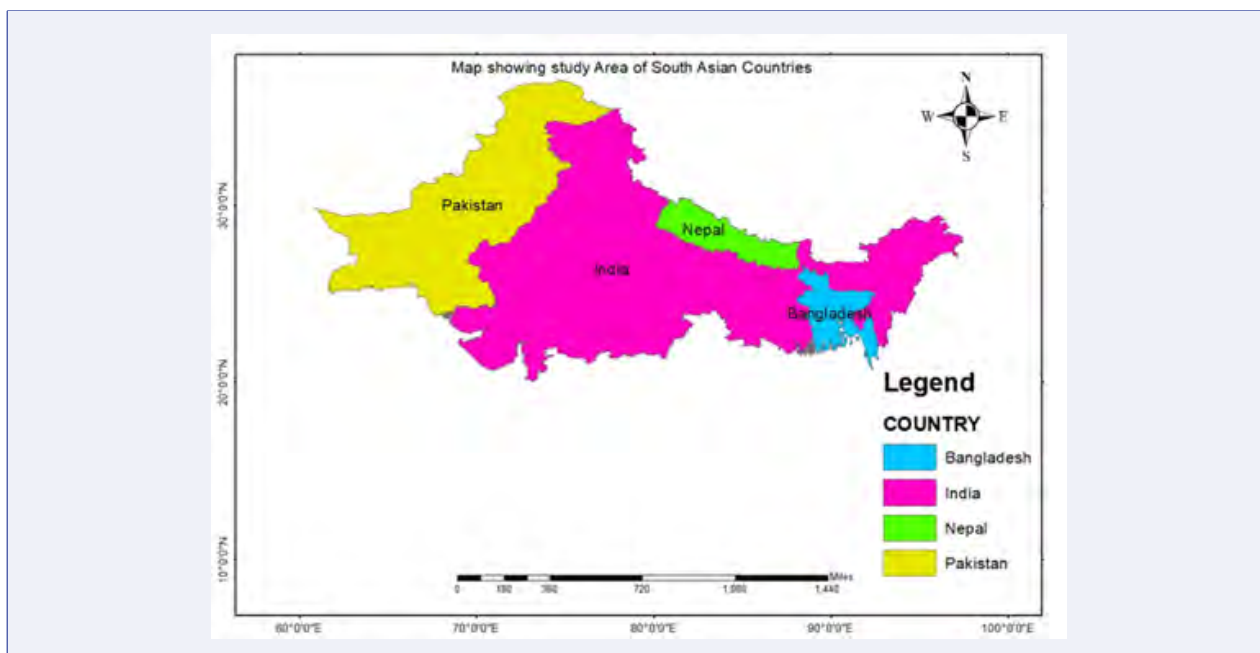 Map showing study Area of South Asian Countries
N
W E
S
Pakistan
Nepal
India
Bangladesh
30°0'0"N
20°0'0"N
10°0'0"N
Legend
COUNTRY
Bangladesh
India
Nepal
Pakistan
Miles
0 180 360 720 1,080 1,440
60°0'0"E 70°0'0"E 80°0'0"E 90°0'0"E 100°0'0"E